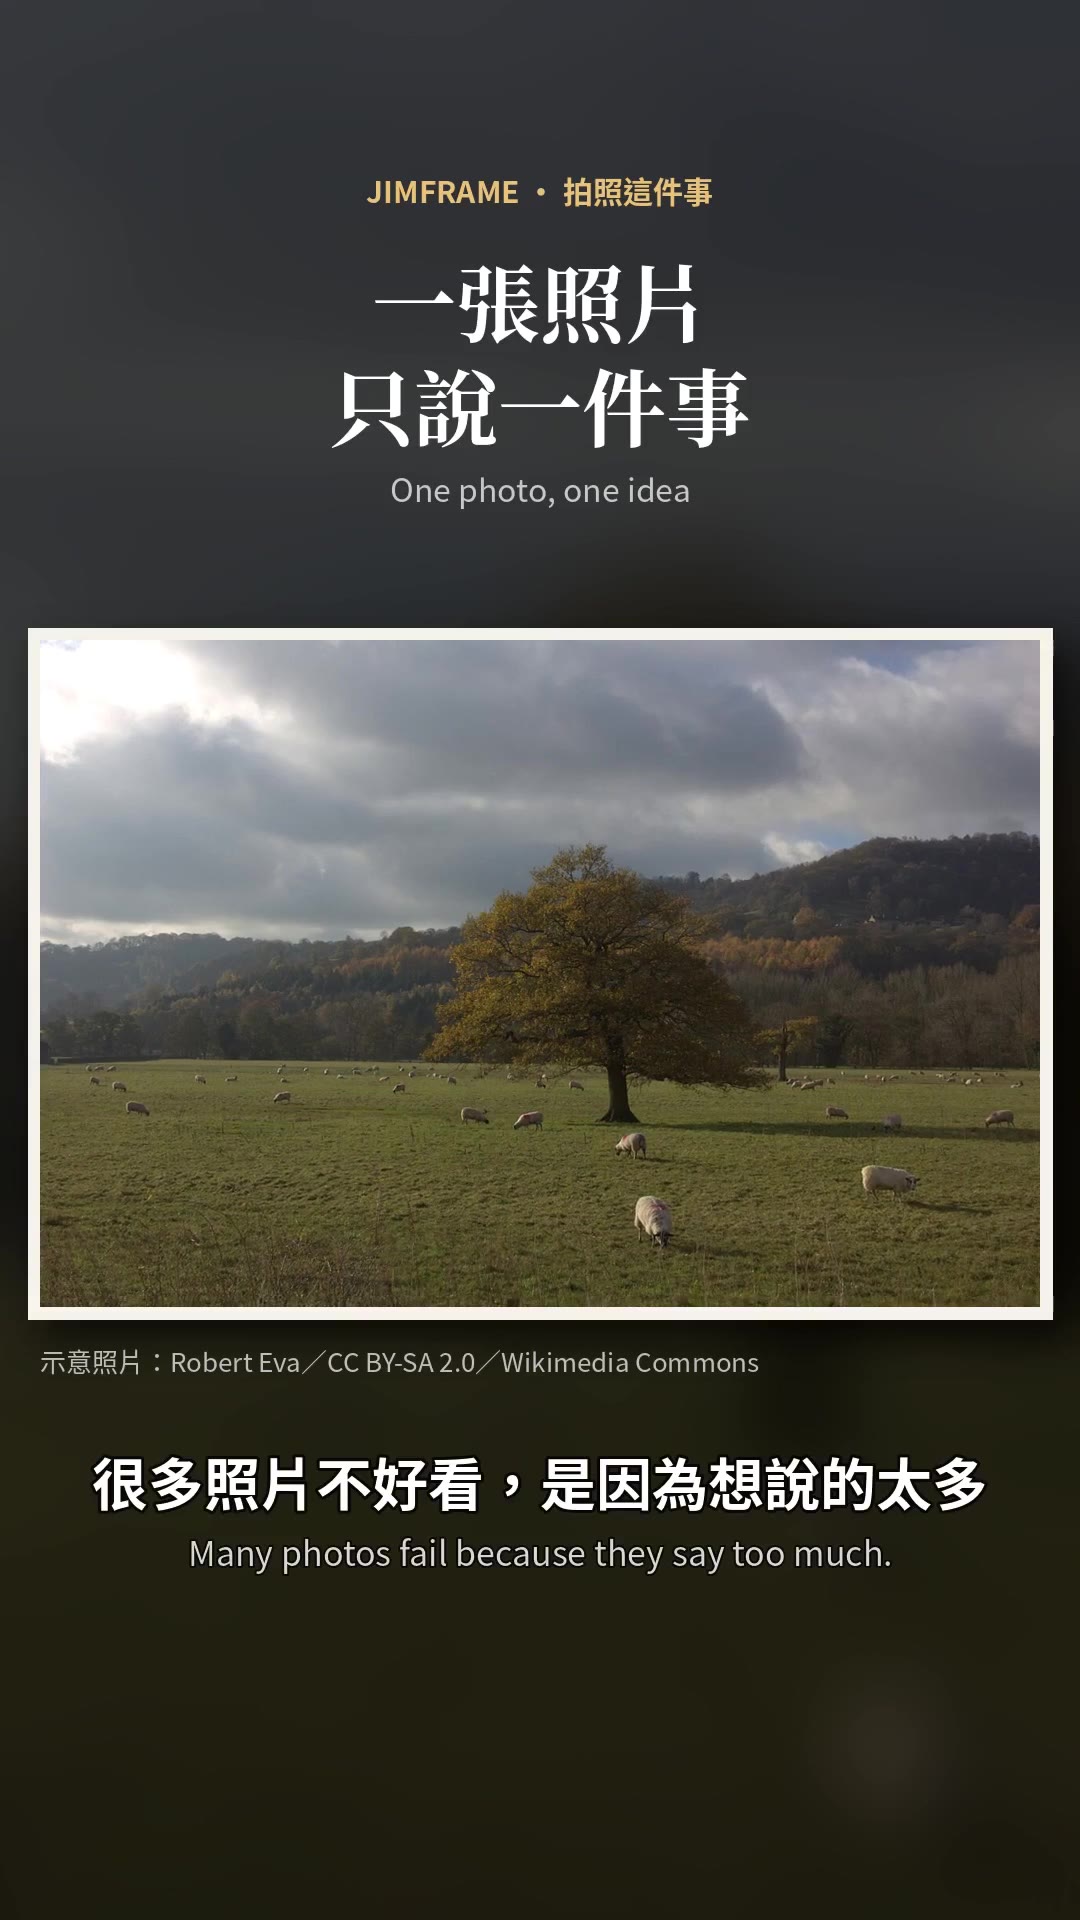 JIMFRAME · 拍照這件事
一張照片
只說一件事
One photo, one idea
示意照片：Robert Eva／CC BY-SA 2.0／Wikimedia Commons
很多照片不好看，是因為想說的太多
Many photos fail because they say too much.